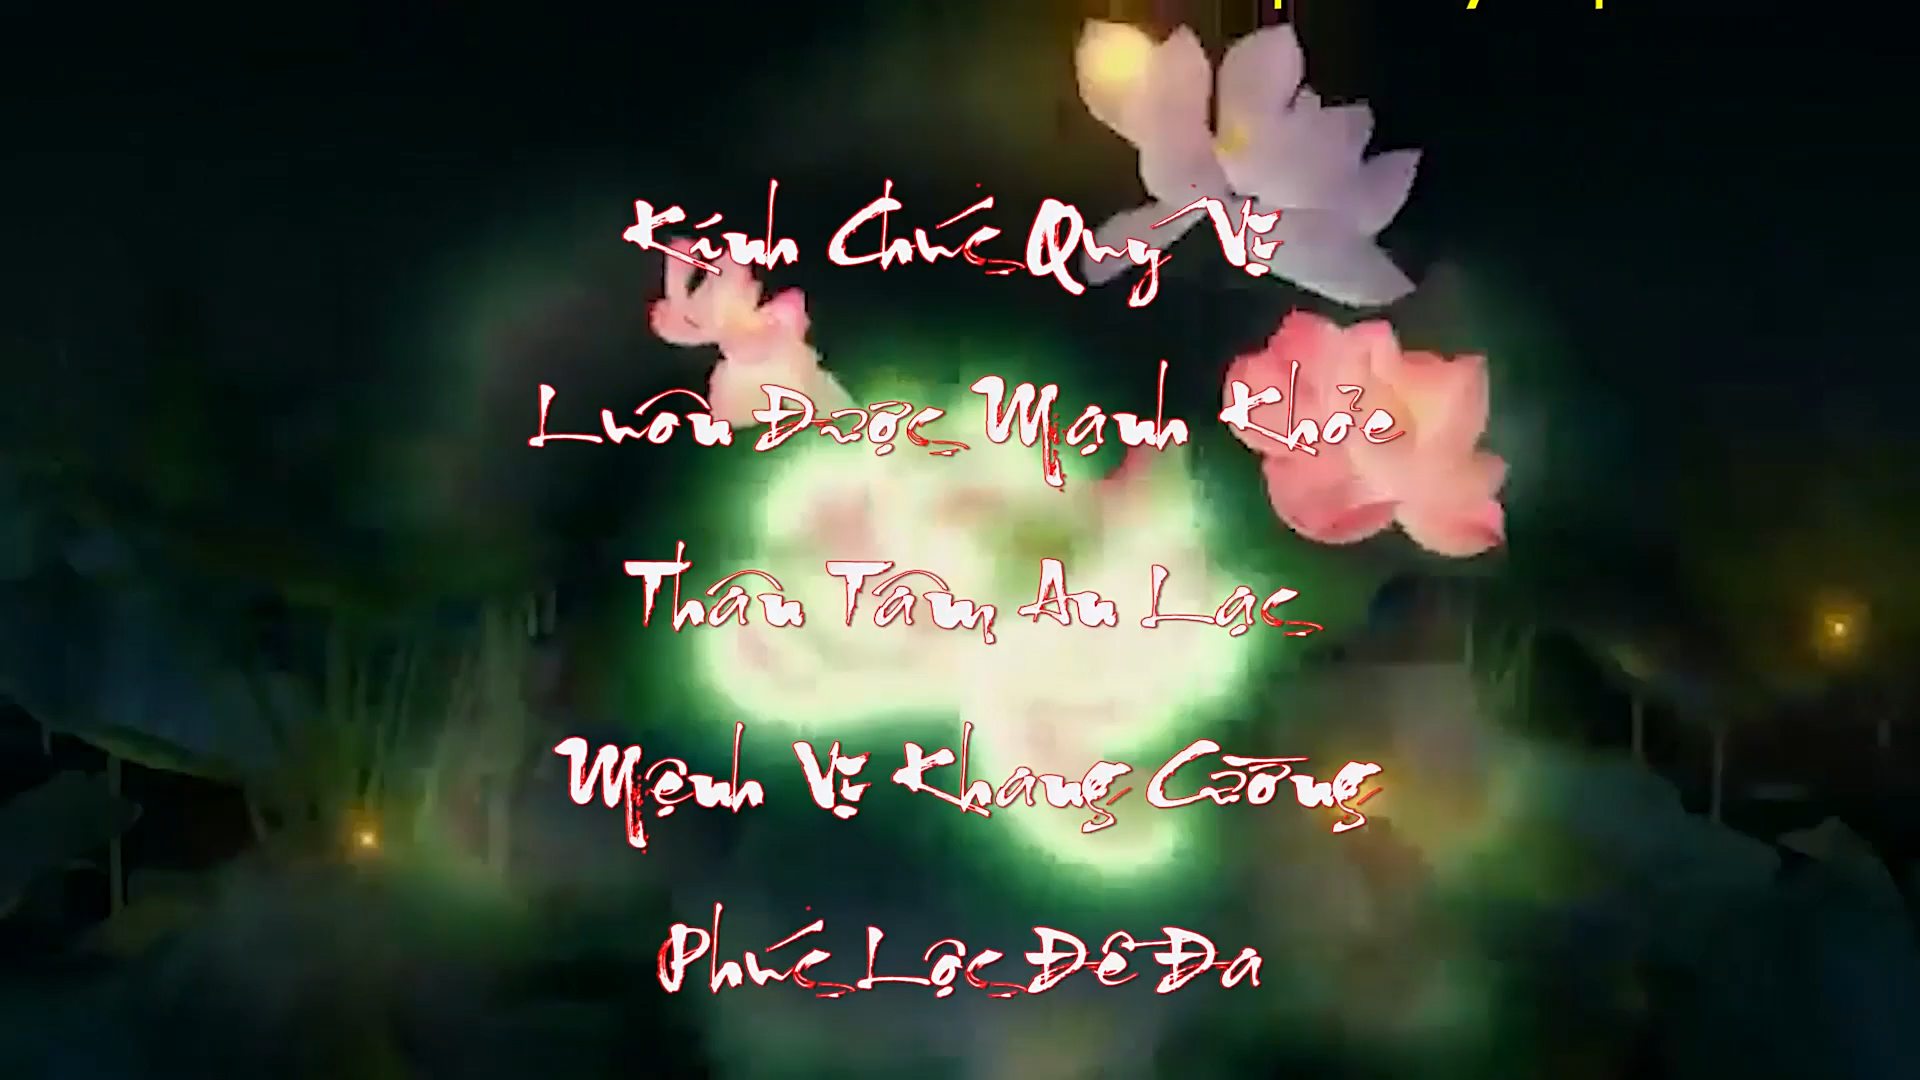 Kính Chúc Quý Vị
Luôn Được Mạnh Khỏe
Thân Tâm An Lạc
Mệnh Vị Khang Cường
Phúc Lộc Đê Đa